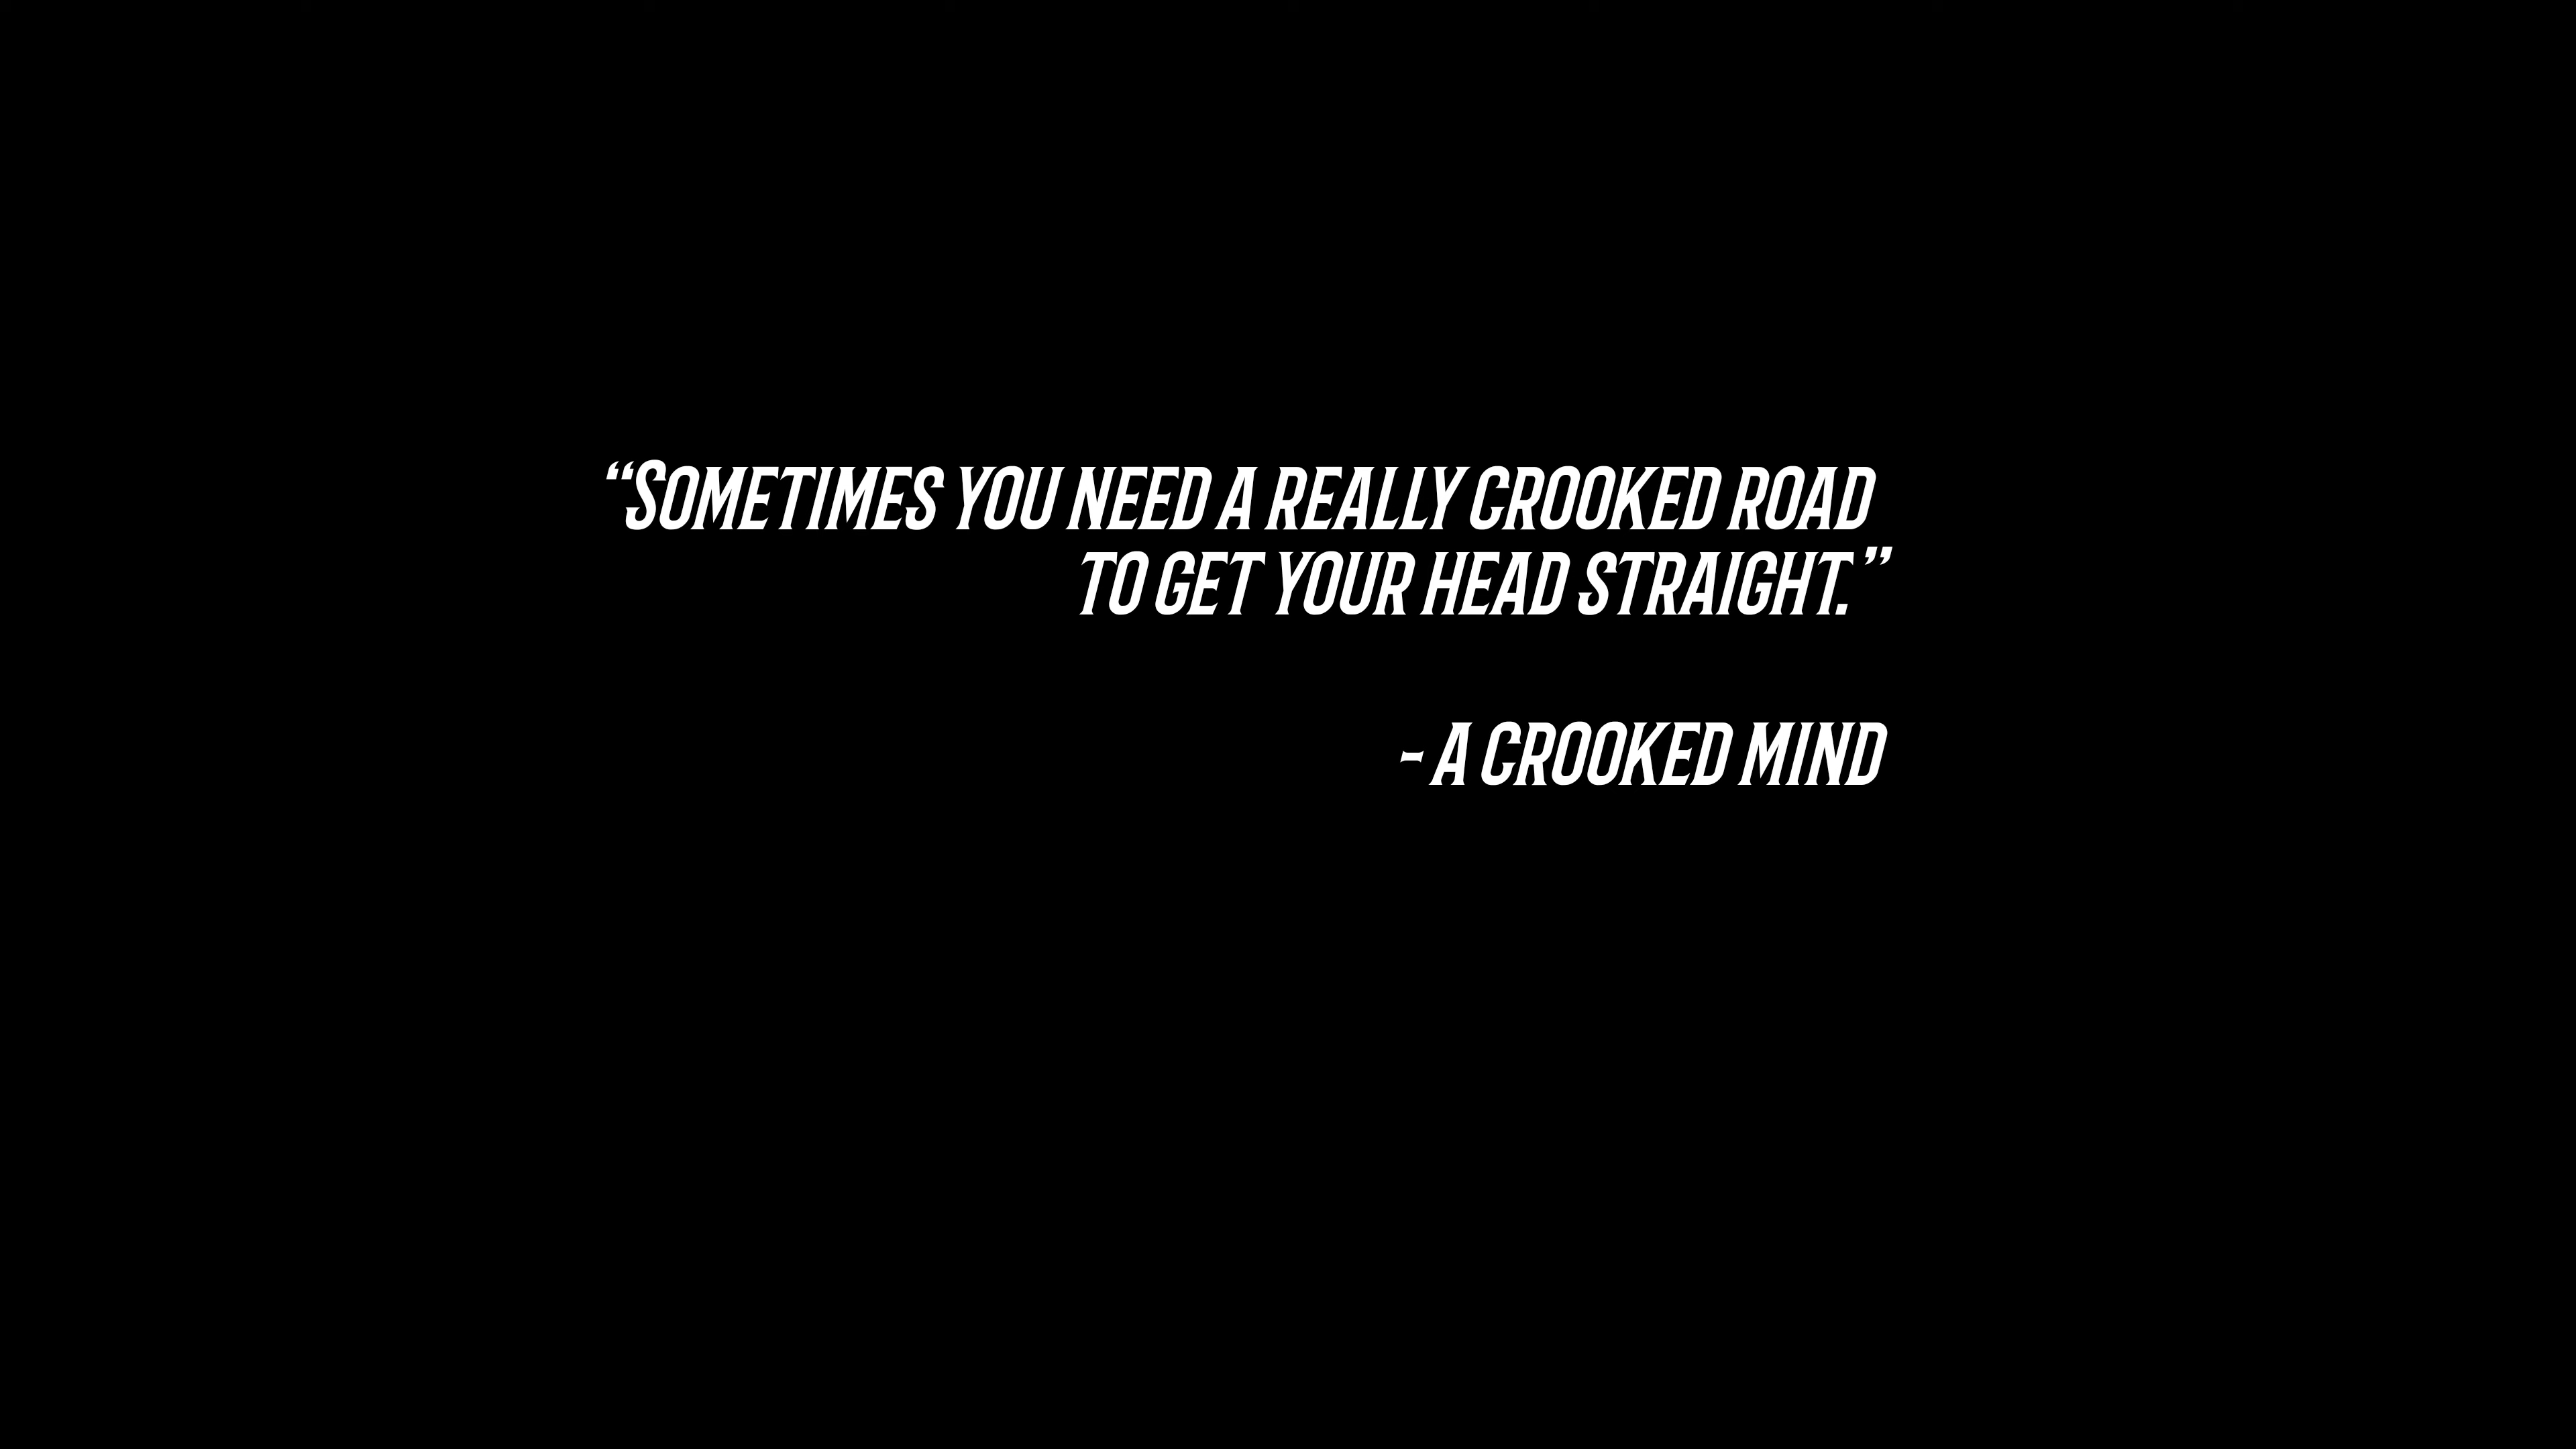 “Sometimes you need a really crooked road
to get your head straight.”
- a crooked mind